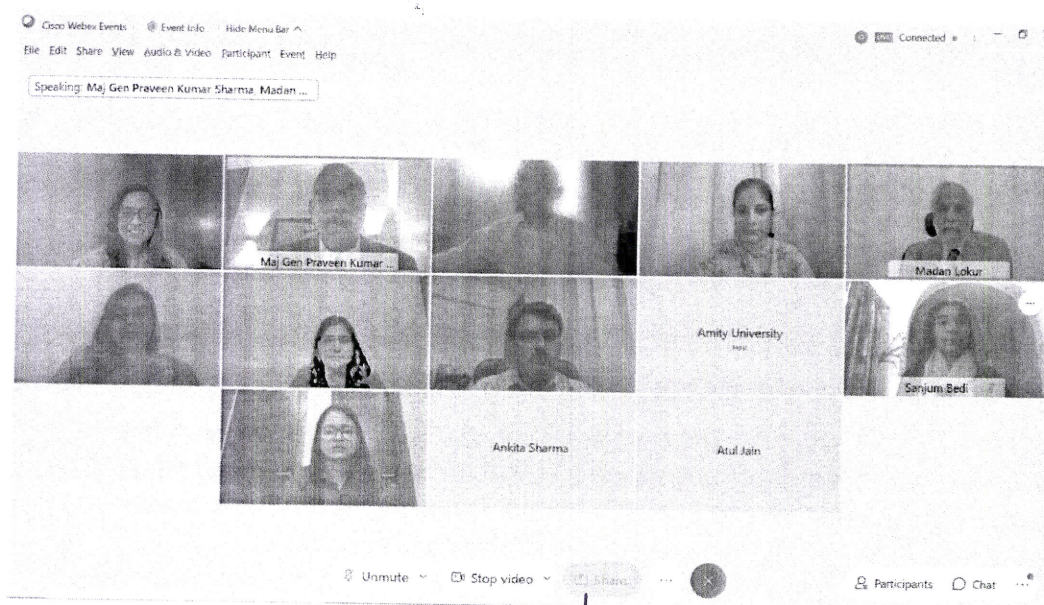 Cisco Webex Events Event Info Hide Menu Bar
Connected
File Edit Share View Audio & Video Participant Event Help
Speaking: Maj Gen Praveen Kumar Sharma, Madan ...
Maj Gen Praveen Kumar ...
Madan Lokur
Amity University
Sanjum Bedi
Ankita Sharma
Atul Jain
Unmute Stop video Share ...
Participants Chat ...